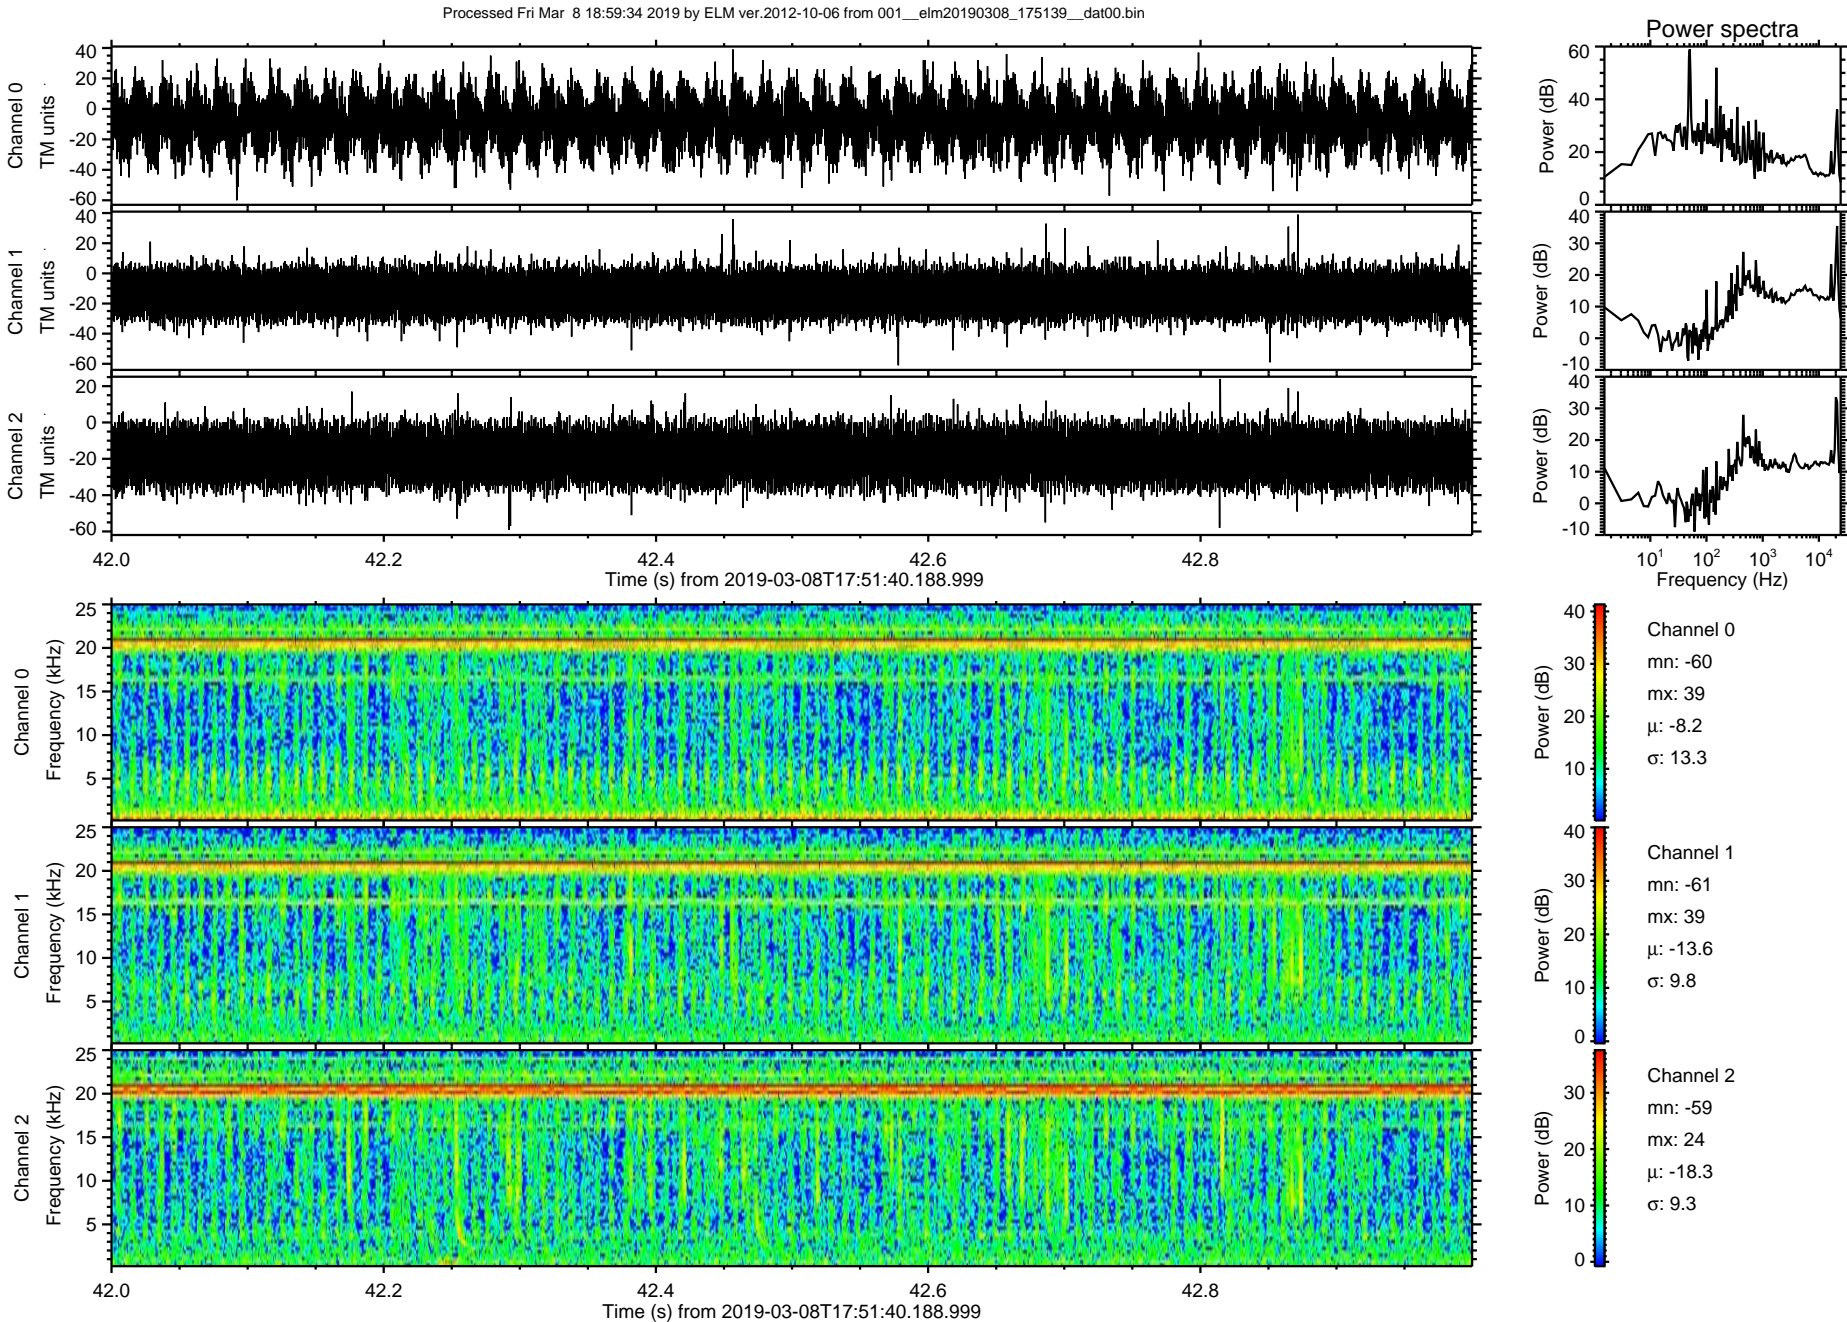 Processed Fri Mar 8 18:59:34 2019 by ELM ver.2012-10-06 from 001__elm20190308_175139__dat00.bin
Power spectra
Channel 0
TM units
40
20
0
-20
-40
-60
Power (dB)
60
40
20
0
Channel 1
TM units
40
20
0
-20
-40
-60
Power (dB)
40
30
20
10
0
-10
Channel 2
TM units
20
0
-20
-40
-60
Power (dB)
40
30
20
10
0
-10
42.0 42.2 42.4 42.6 42.8
Time (s) from 2019-03-08T17:51:40.188.999
10¹ 10² 10³ 10⁴
Frequency (Hz)
Channel 0
Frequency (kHz)
25
20
15
10
5
Power (dB)
40
30
20
10
Channel 0
mn: -60
mx: 39
μ: -8.2
σ: 13.3
Channel 1
Frequency (kHz)
25
20
15
10
5
Power (dB)
40
30
20
10
0
Channel 1
mn: -61
mx: 39
μ: -13.6
σ: 9.8
Channel 2
Frequency (kHz)
25
20
15
10
5
Power (dB)
30
20
10
0
Channel 2
mn: -59
mx: 24
μ: -18.3
σ: 9.3
42.0 42.2 42.4 42.6 42.8
Time (s) from 2019-03-08T17:51:40.188.999